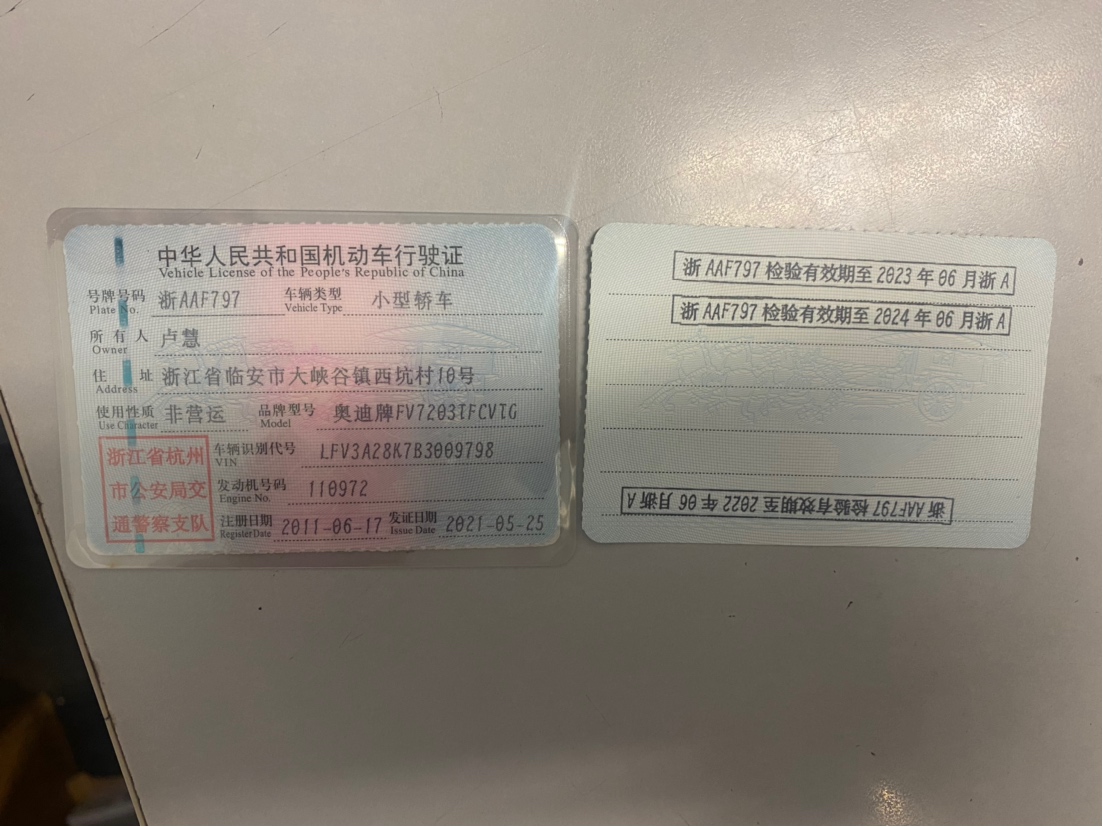 中华人民共和国机动车行驶证
Vehicle License of the People's Republic of China
号牌号码 浙AAF797 车辆类型 小型轿车
Plate No. Vehicle Type
所有人 卢慧
Owner
住址 浙江省临安市大峡谷镇西坑村10号
Address
使用性质 非营运 品牌型号 奥迪牌FV7203TFCVTG
Use Character Model
浙江省杭州
市公安局交
通警察支队
车辆识别代号 LFV3A28K7B3009798
VIN
发动机号码 110972
Engine No.
注册日期 2011-06-17 发证日期 2021-05-25
Register Date Issue Date
浙AAF797检验有效期至2023年06月浙A
浙AAF797检验有效期至2024年06月浙A
浙AAF797检验有效期至2022年06月浙A